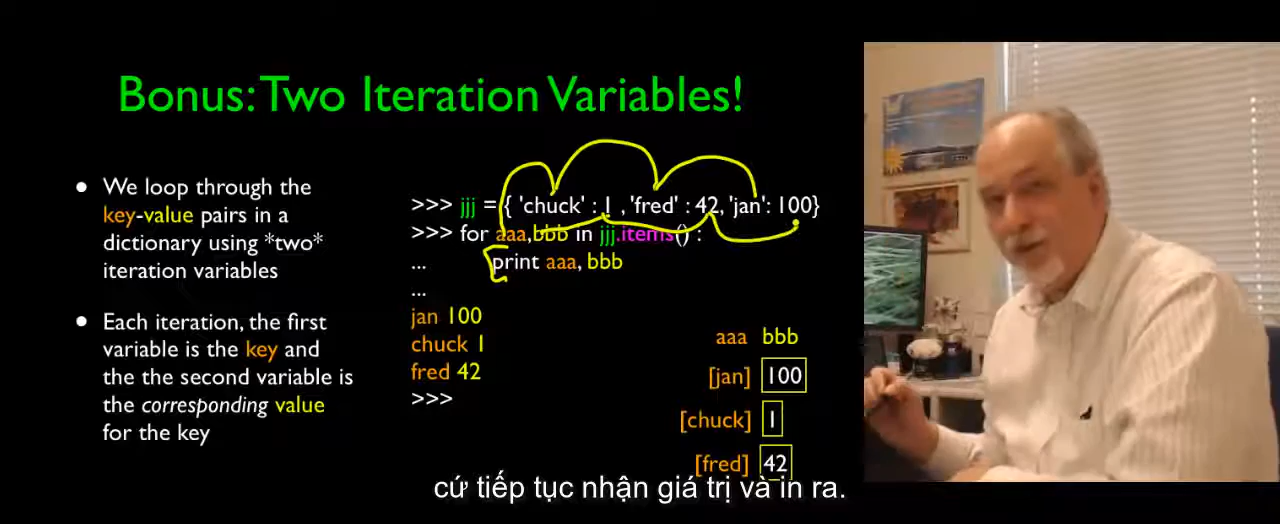 Bonus: Two Iteration Variables!
• We loop through the
key-value pairs in a
dictionary using *two*
iteration variables
• Each iteration, the first
variable is the key and
the the second variable is
the corresponding value
for the key
>>> jjj = { 'chuck' : 1 , 'fred' : 42, 'jan': 100}
>>> for aaa,bbb in jjj.items() :
... print aaa, bbb
...
jan 100
chuck 1
fred 42
>>>
aaa bbb
[jan] 100
[chuck] 1
[fred] 42
cứ tiếp tục nhận giá trị và in ra.